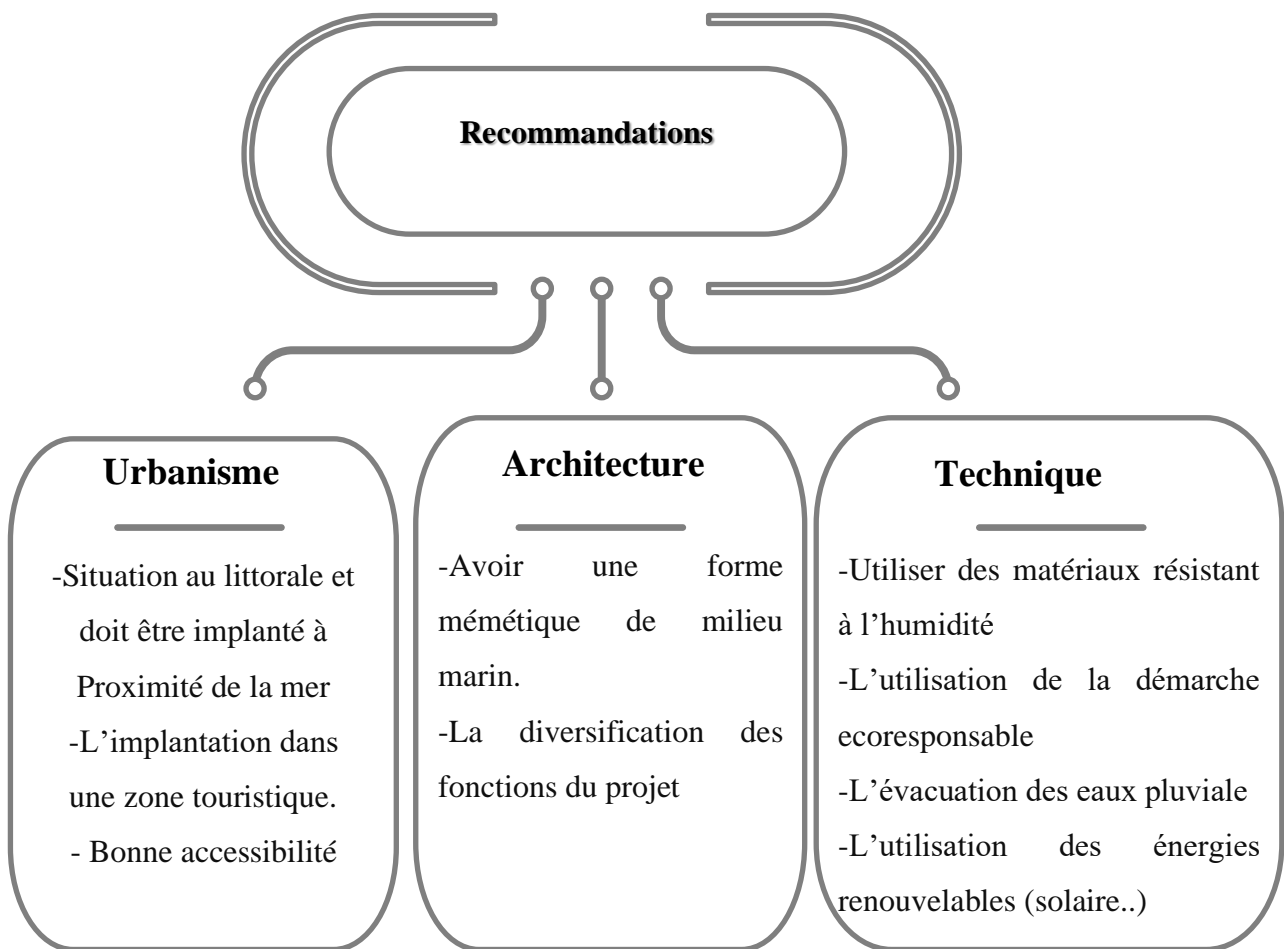 Recommandations
Urbanisme
-Situation au littorale et
doit être implanté à
Proximité de la mer
-L’implantation dans
une zone touristique.
- Bonne accessibilité
Architecture
-Avoir une forme
mémétique de milieu
marin.
-La diversification des
fonctions du projet
Technique
-Utiliser des matériaux résistant
à l’humidité
-L’utilisation de la démarche
ecoresponsable
-L’évacuation des eaux pluviale
-L’utilisation des énergies
renouvelables (solaire..)